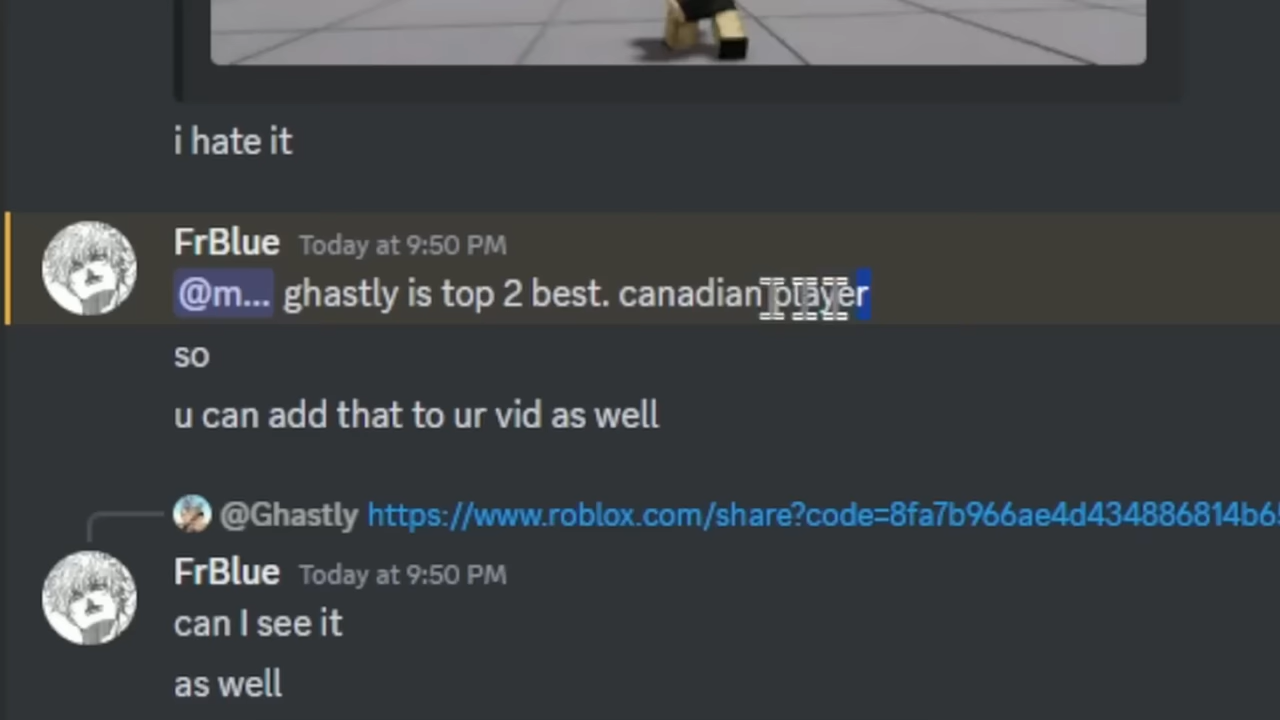 i hate it
FrBlue Today at 9:50 PM
@m... ghastly is top 2 best. canadian player
so
u can add that to ur vid as well
@Ghastly https://www.roblox.com/share?code=8fa7b966ae4d434886814b6
FrBlue Today at 9:50 PM
can I see it
as well